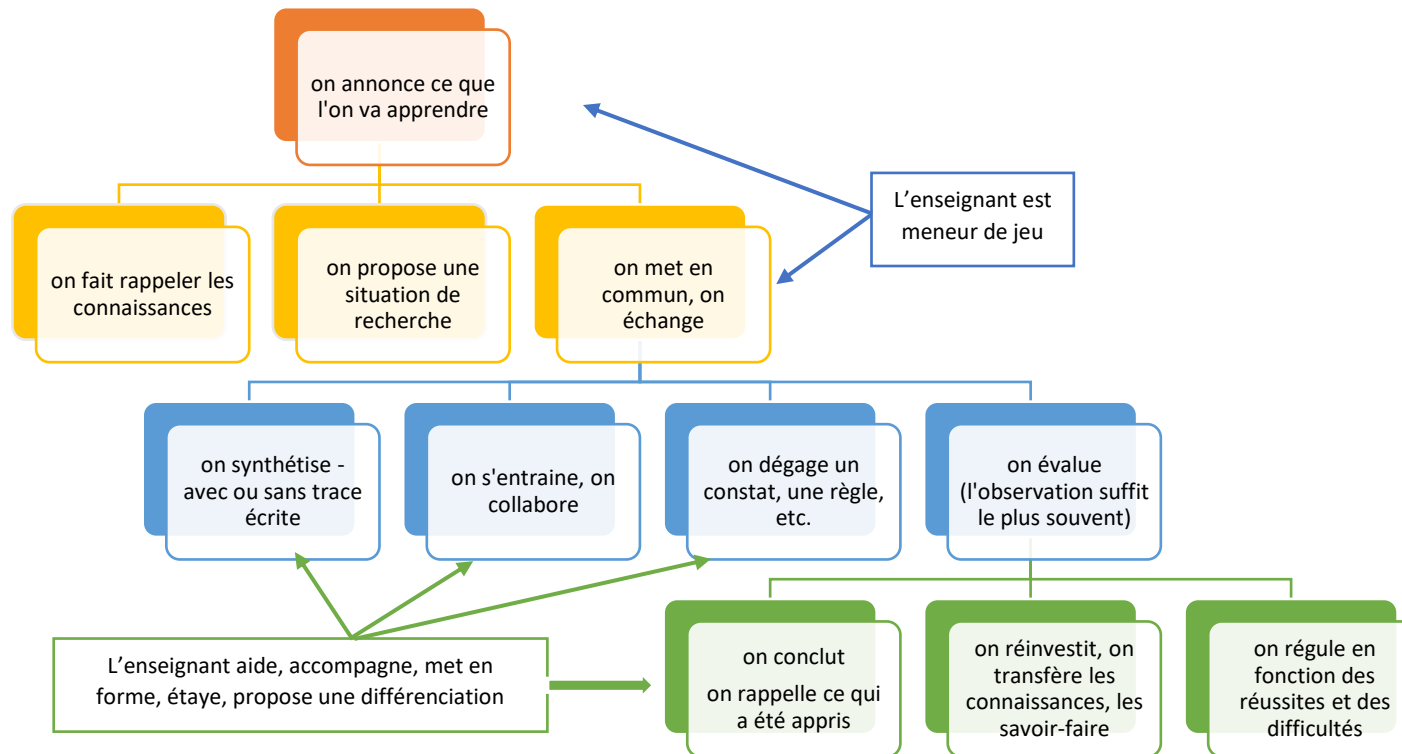 on annonce ce que
l'on va apprendre
L'enseignant est
meneur de jeu
on fait rappeler les
connaissances
on propose une
situation de
recherche
on met en
commun, on
échange
on synthétise -
avec ou sans trace
écrite
on s'entraine, on
collabore
on dégage un
constat, une règle,
etc.
on évalue
(l'observation suffit
le plus souvent)
L'enseignant aide, accompagne, met en
forme, étaye, propose une différenciation
on conclut
on rappelle ce qui
a été appris
on réinvestit, on
transfère les
connaissances, les
savoir-faire
on régule en
fonction des
réussites et des
difficultés